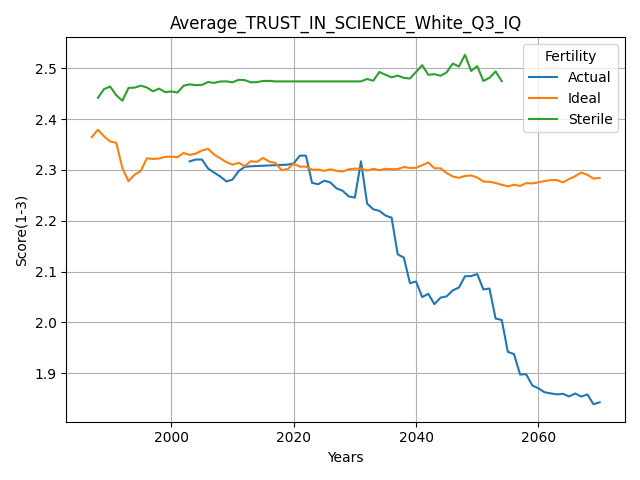 Average_TRUST_IN_SCIENCE_White_Q3_IQ
Fertility
Actual
Ideal
Sterile
Score(1-3)
2.5
2.4
2.3
2.2
2.1
2.0
1.9
2000 2020 2040 2060
Years